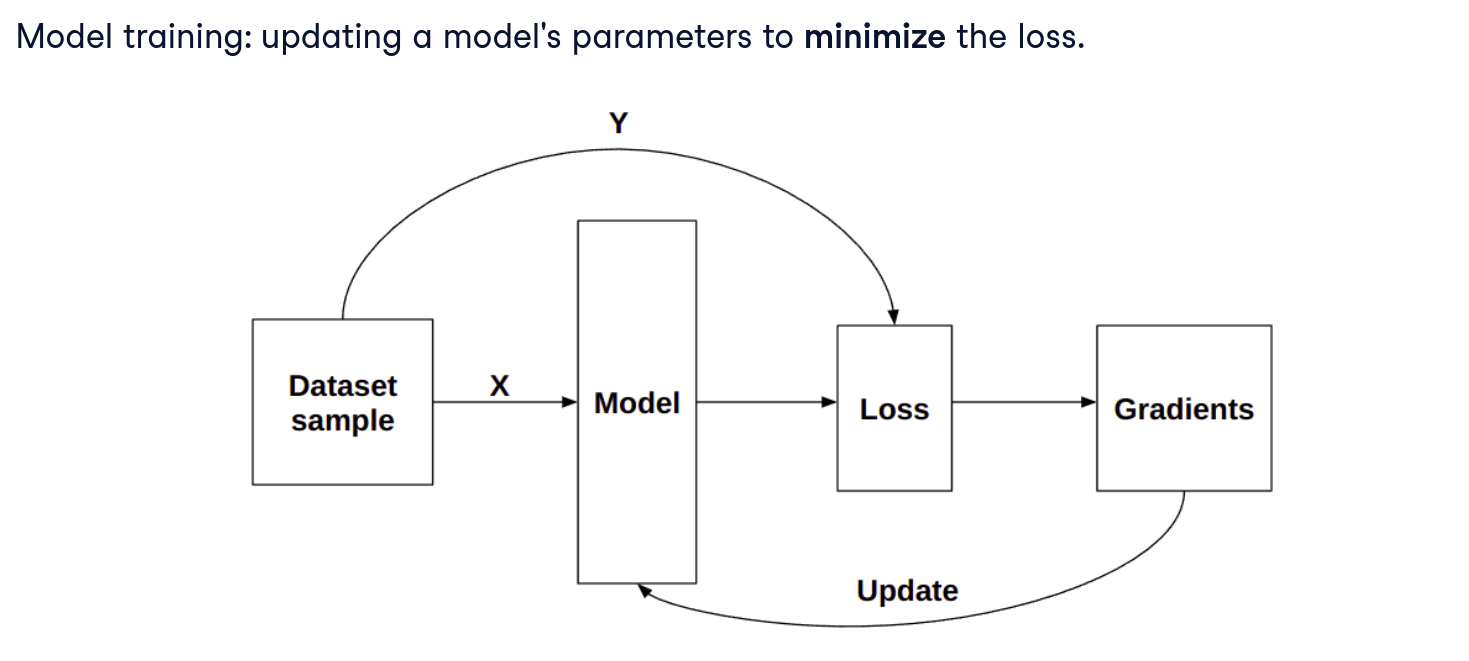 Model training: updating a model's parameters to minimize the loss.
Y
Dataset
sample
X
Model
Loss
Gradients
Update